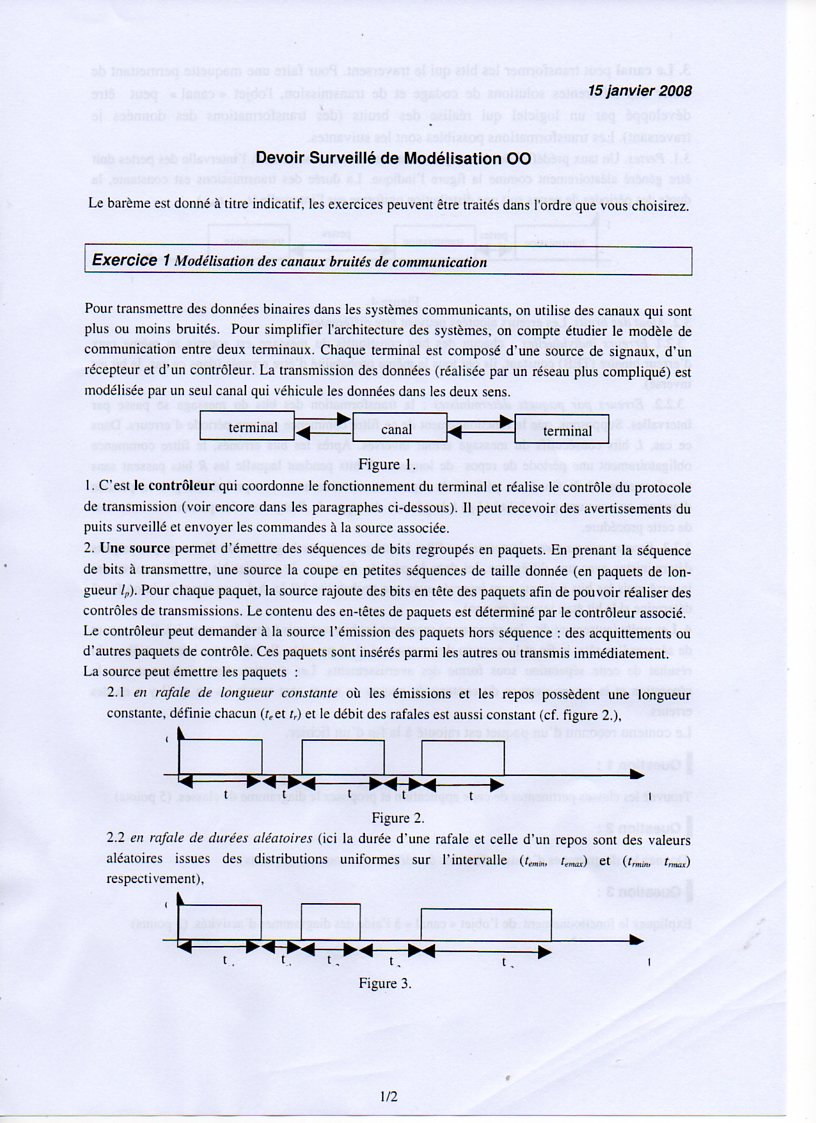 15 janvier 2008
Devoir Surveillé de Modélisation OO
Le barème est donné à titre indicatif, les exercices peuvent être traités dans l'ordre que vous choisirez.
Exercice 1 Modélisation des canaux bruités de communication
Pour transmettre des données binaires dans les systèmes communicants, on utilise des canaux qui sont
plus ou moins bruités. Pour simplifier l'architecture des systèmes, on compte étudier le modèle de
communication entre deux terminaux. Chaque terminal est composé d'une source de signaux, d'un
récepteur et d'un contrôleur. La transmission des données (réalisée par un réseau plus compliqué) est
modélisée par un seul canal qui véhicule les données dans les deux sens.
terminal canal terminal
Figure 1.
1. C'est le contrôleur qui coordonne le fonctionnement du terminal et réalise le contrôle du protocole
de transmission (voir encore dans les paragraphes ci-dessous). Il peut recevoir des avertissements du
puits surveillé et envoyer les commandes à la source associée.
2. Une source permet d'émettre des séquences de bits regroupés en paquets. En prenant la séquence
de bits à transmettre, une source la coupe en petites séquences de taille donnée (en paquets de lon-
gueur lp). Pour chaque paquet, la source rajoute des bits en tête des paquets afin de pouvoir réaliser des
contrôles de transmissions. Le contenu des en-têtes de paquets est déterminé par le contrôleur associé.
Le contrôleur peut demander à la source l'émission des paquets hors séquence : des acquittements ou
d'autres paquets de contrôle. Ces paquets sont insérés parmi les autres ou transmis immédiatement.
La source peut émettre les paquets :
2.1 en rafale de longueur constante où les émissions et les repos possèdent une longueur
constante, définie chacun (te et tr) et le débit des rafales est aussi constant (cf. figure 2.),
t t t t t
Figure 2.
2.2 en rafale de durées aléatoires (ici la durée d'une rafale et celle d'un repos sont des valeurs
aléatoires issues des distributions uniformes sur l'intervalle (temin, temax) et (trmin, trmax)
respectivement),
t t t t t
Figure 3.
1/2